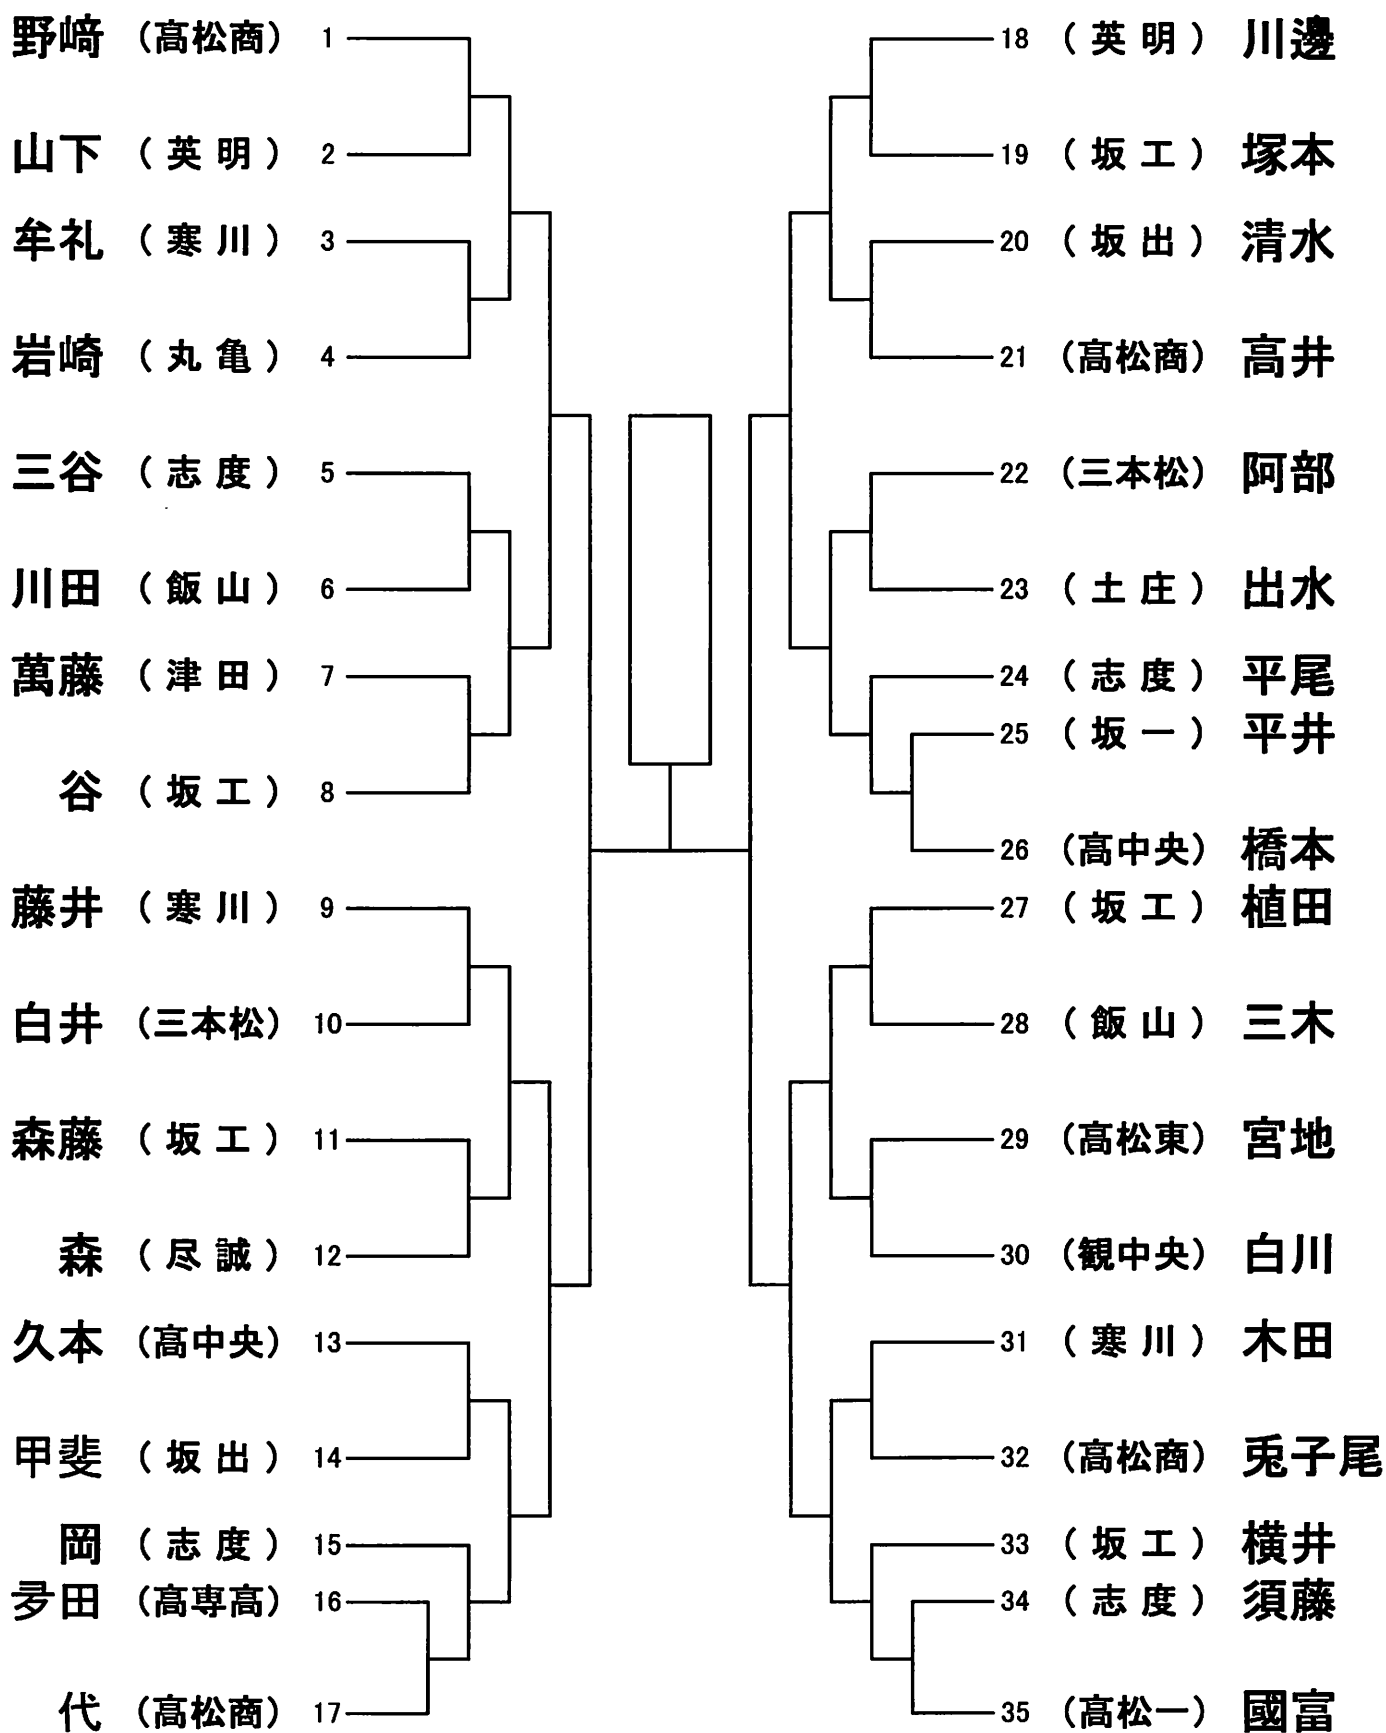 野﨑 (高松商) 1
山下 (英明) 2
牟礼 (寒川) 3
岩崎 (丸亀) 4
三谷 (志度) 5
川田 (飯山) 6
萬藤 (津田) 7
谷 (坂工) 8
藤井 (寒川) 9
白井 (三本松) 10
森藤 (坂工) 11
森 (尽誠) 12
久本 (高中央) 13
甲斐 (坂出) 14
岡 (志度) 15
田 (高専高) 16
代 (高松商) 17
18 (英明) 川邊
19 (坂工) 塚本
20 (坂出) 清水
21 (高松商) 高井
22 (三本松) 阿部
23 (土庄) 出水
24 (志度) 平尾
25 (坂一) 平井
26 (高中央) 橋本
27 (坂工) 植田
28 (飯山) 三木
29 (高松東) 宮地
30 (観中央) 白川
31 (寒川) 木田
32 (高松商) 兎子尾
33 (坂工) 横井
34 (志度) 須藤
35 (高松一) 國富